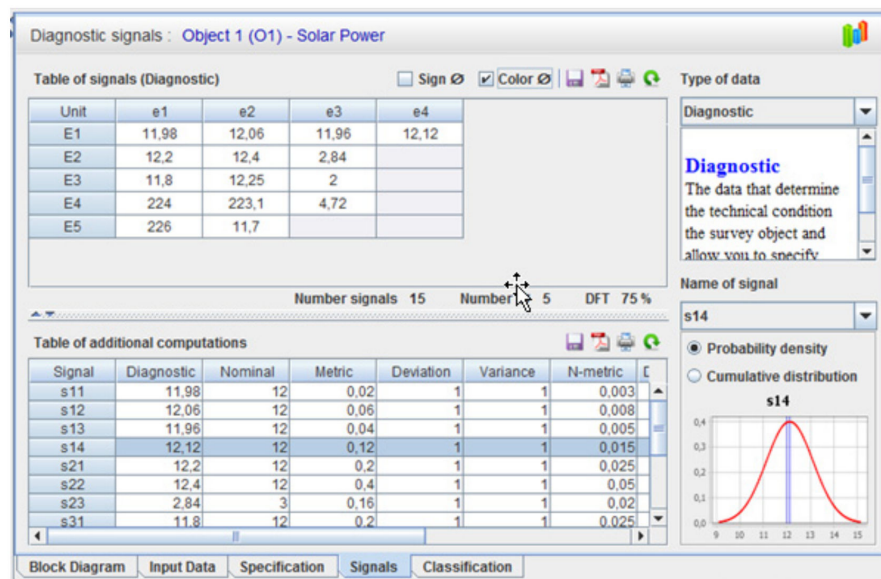 Diagnostic signals : Object 1 (O1) - Solar Power
Table of signals (Diagnostic)
Sign Ø
Color Ø
Unit e1 e2 e3 e4
E1 11,98 12,06 11,96 12,12
E2 12,2 12,4 2,84
E3 11,8 12,25 2
E4 224 223,1 4,72
E5 226 11,7
Number signals 15 Number 5 DFT 75 %
Type of data
Diagnostic
Diagnostic
The data that determine
the technical condition
the survey object and
allow you to specify
Name of signal
s14
Probability density
Cumulative distribution
s14
0,4
0,3
0,2
0,1
0,0
9 10 11 12 13 14 15
Table of additional computations
Signal Diagnostic Nominal Metric Deviation Variance N-metric
s11 11,98 12 0,02 1 1 0,003
s12 12,06 12 0,06 1 1 0,008
s13 11,96 12 0,04 1 1 0,005
s14 12,12 12 0,12 1 1 0,015
s21 12,2 12 0,2 1 1 0,025
s22 12,4 12 0,4 1 1 0,05
s23 2,84 3 0,16 1 1 0,02
s31 11,8 12 0,2 1 1 0,025
Block Diagram Input Data Specification Signals Classification